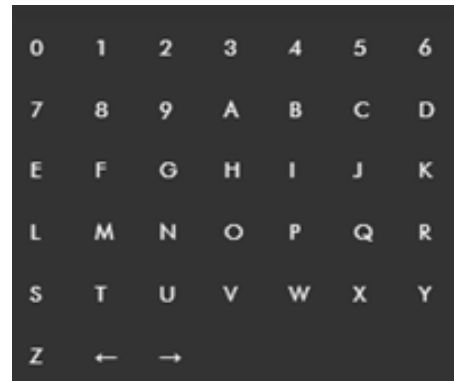 0 1 2 3 4 5 6
7 8 9 A B C D
E F G H I J K
L M N O P Q R
S T U V W X Y
Z ← →